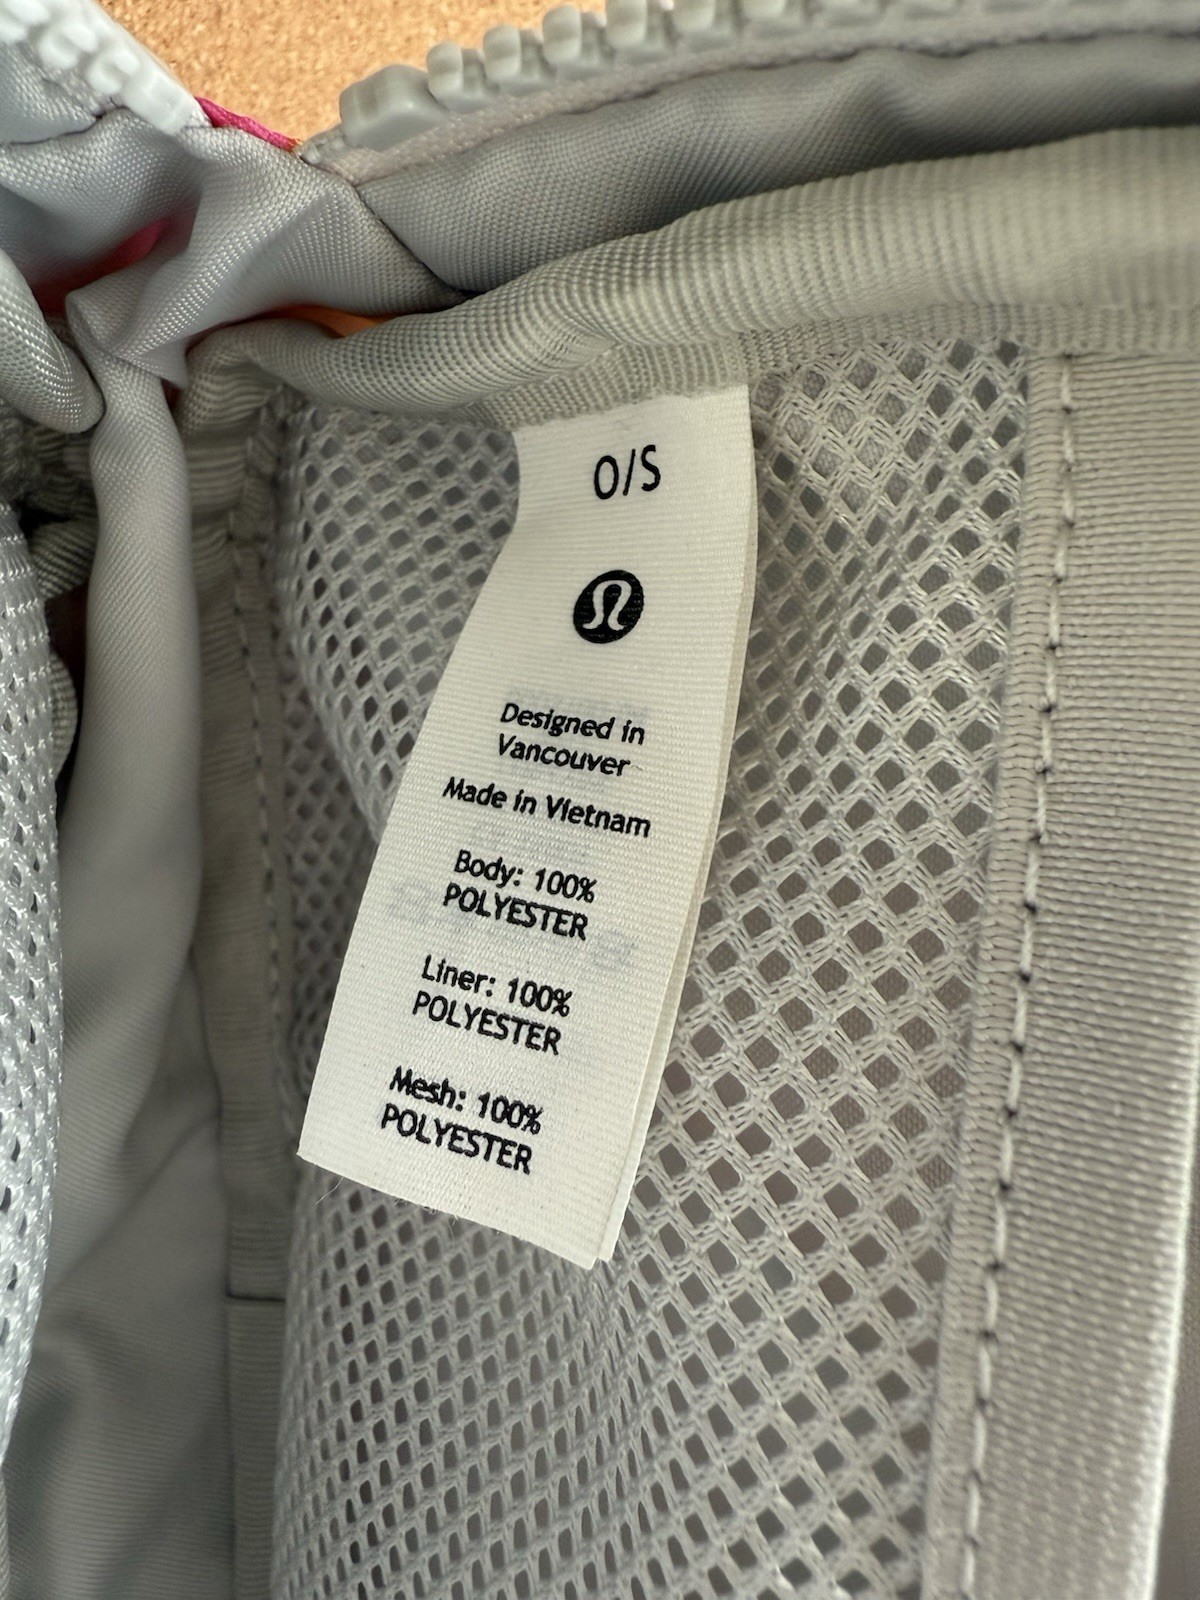 O/S
Designed in
Vancouver
Made in Vietnam
Body: 100%
POLYESTER
Liner: 100%
POLYESTER
Mesh: 100%
POLYESTER